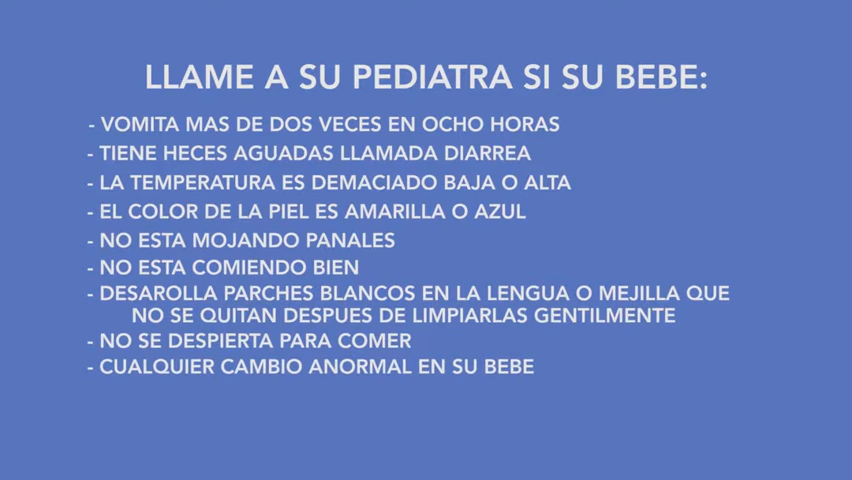 LLAME A SU PEDIATRA SI SU BEBE:
- VOMITA MAS DE DOS VECES EN OCHO HORAS
- TIENE HECES AGUADAS LLAMADA DIARREA
- LA TEMPERATURA ES DEMACIADO BAJA O ALTA
- EL COLOR DE LA PIEL ES AMARILLA O AZUL
- NO ESTA MOJANDO PANALES
- NO ESTA COMIENDO BIEN
- DESAROLLA PARCHES BLANCOS EN LA LENGUA O MEJILLA QUE
NO SE QUITAN DESPUES DE LIMPIARLAS GENTILMENTE
- NO SE DESPIERTA PARA COMER
- CUALQUIER CAMBIO ANORMAL EN SU BEBE